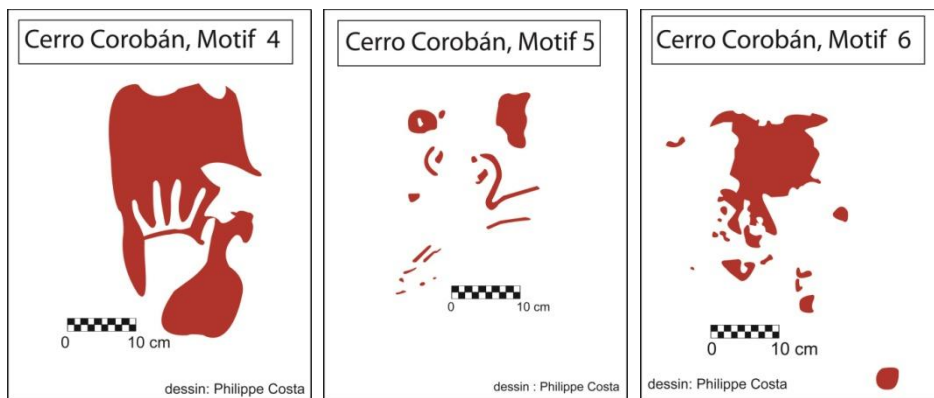 Cerro Corobán, Motif 4
0 10 cm
dessin: Philippe Costa
Cerro Corobán, Motif 5
0 10 cm
dessin : Philippe Costa
Cerro Corobán, Motif 6
0 10 cm
dessin: Philippe Costa